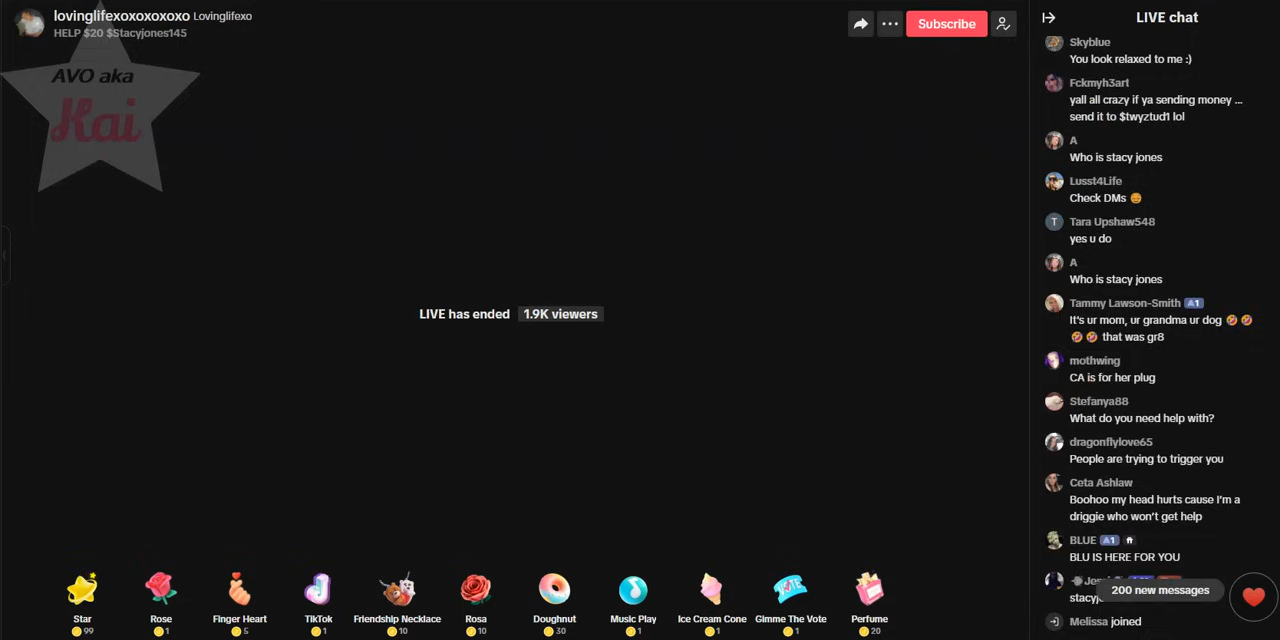 lovinglifexoxoxoxoxo Lovinglifexo
HELP $20 $Stacyjones145
Subscribe
AVO aka
Kai
LIVE has ended 1.9K viewers
Star
99
Rose
1
Finger Heart
5
TikTok
1
Friendship Necklace
10
Rosa
10
Doughnut
30
Music Play
1
Ice Cream Cone
1
Gimme The Vote
1
Perfume
20
LIVE chat
Skyblue
You look relaxed to me :)
Fckmyh3art
yall all crazy if ya sending money ...
send it to $twyztud1 lol
A
Who is stacy jones
Lusst4Life
Check DMs
T Tara Upshaw548
yes u do
A
Who is stacy jones
Tammy Lawson-Smith 1
It's ur mom, ur grandma ur dog 🤣 🤣
🤣 🤣 that was gr8
mothwing
CA is for her plug
Stefanya88
What do you need help with?
dragonflylove65
People are trying to trigger you
Ceta Ashlaw
Boohoo my head hurts cause I'm a
driggie who won't get help
BLUE 1
BLU IS HERE FOR YOU
200 new messages
Melissa joined